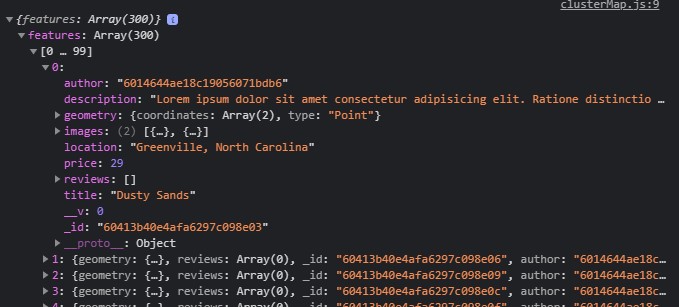 clusterMap.js:9
▼{features: Array(300)} i
▼features: Array(300)
▼[0 … 99]
▼0:
author: "6014644ae18c19056071bdb6"
description: "Lorem ipsum dolor sit amet consectetur adipisicing elit. Ratione distinctio …
▶geometry: {coordinates: Array(2), type: "Point"}
▶images: (2) [{…}, {…}]
location: "Greenville, North Carolina"
price: 29
▶reviews: []
title: "Dusty Sands"
__v: 0
_id: "60413b40e4afa6297c098e03"
▶__proto__: Object
▶1: {geometry: {…}, reviews: Array(0), _id: "60413b40e4afa6297c098e06", author: "6014644ae18c…
▶2: {geometry: {…}, reviews: Array(0), _id: "60413b40e4afa6297c098e09", author: "6014644ae18c…
▶3: {geometry: {…}, reviews: Array(0), _id: "60413b40e4afa6297c098e0c", author: "6014644ae18c…